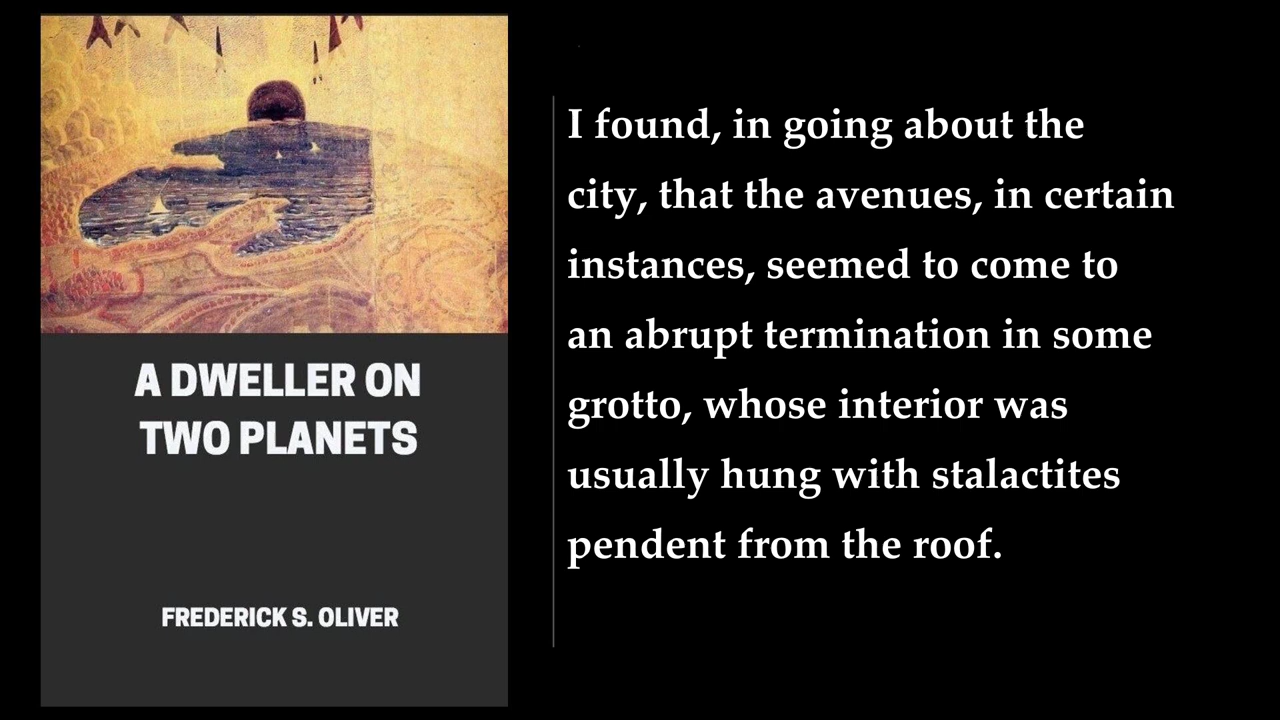 A DWELLER ON
TWO PLANETS
FREDERICK S. OLIVER
I found, in going about the
city, that the avenues, in certain
instances, seemed to come to
an abrupt termination in some
grotto, whose interior was
usually hung with stalactites
pendent from the roof.